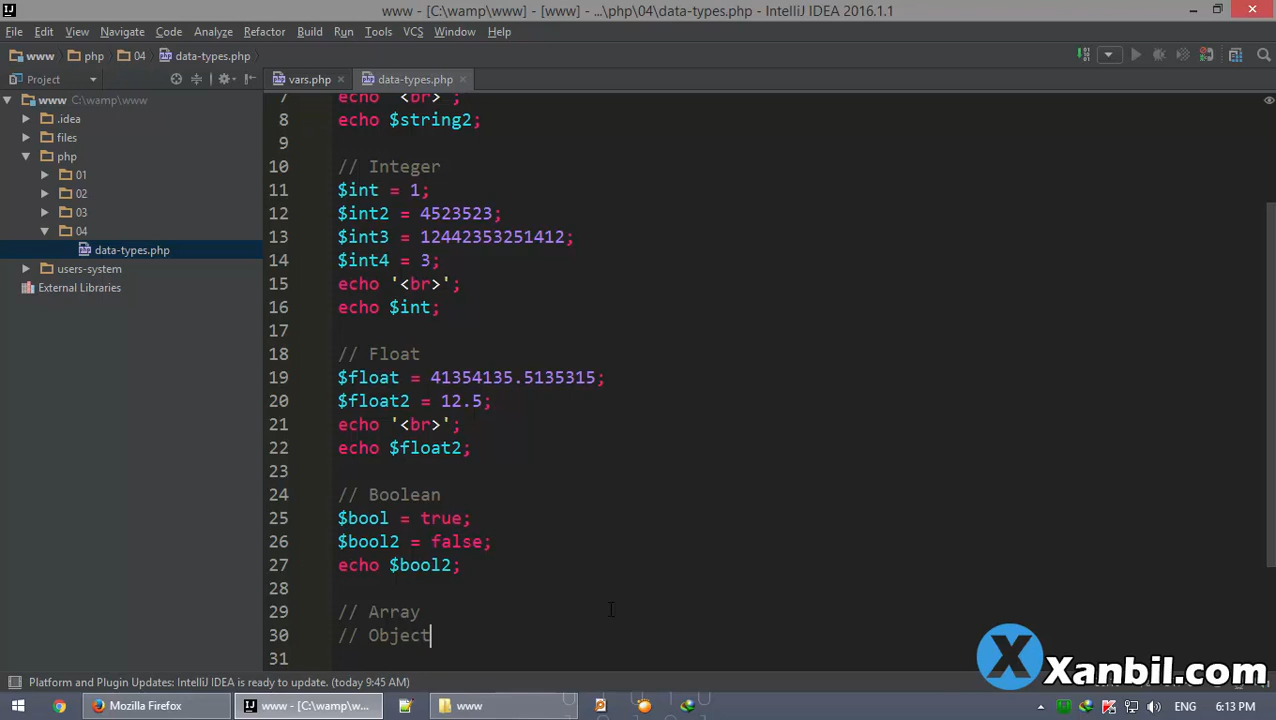 www - [C:\wamp\www] - [www] - ...\php\04\data-types.php - IntelliJ IDEA 2016.1.1
File Edit View Navigate Code Analyze Refactor Build Run Tools VCS Window Help
www php 04 data-types.php
Project
vars.php
data-types.php
www C:\wamp\www
.idea
files
php
01
02
03
04
data-types.php
users-system
External Libraries
7 echo '<br>';
8 echo $string2;
9
10 // Integer
11 $int = 1;
12 $int2 = 4523523;
13 $int3 = 12442353251412;
14 $int4 = 3;
15 echo '<br>';
16 echo $int;
17
18 // Float
19 $float = 41354135.5135315;
20 $float2 = 12.5;
21 echo '<br>';
22 echo $float2;
23
24 // Boolean
25 $bool = true;
26 $bool2 = false;
27 echo $bool2;
28
29 // Array
30 // Object
31
X Xanbil.com
Platform and Plugin Updates: IntelliJ IDEA is ready to update. (today 9:45 AM)
Mozilla Firefox
www - [C:\wamp\w...
www
ENG
6:13 PM